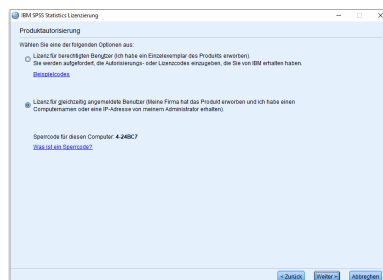 IBM SPSS Statistics Lizenzierung
Produktautorisierung
Wählen Sie eine der folgenden Optionen aus:
Lizenz für berechtigten Benutzer (Ich habe ein Einzelexemplar des Produkts erworben).
Sie werden aufgefordert, die Autorisierungs- oder Lizenzcodes einzugeben, die Sie von IBM erhalten haben.
Beispielcodes
Lizenz für gleichzeitig angemeldete Benutzer (Meine Firma hat das Produkt erworben und ich habe einen
Computernamen oder eine IP-Adresse von meinem Administrator erhalten).
Sperrcode für diesen Computer: 4-24BC7
Was ist ein Sperrcode?
< Zurück Weiter > Abbrechen